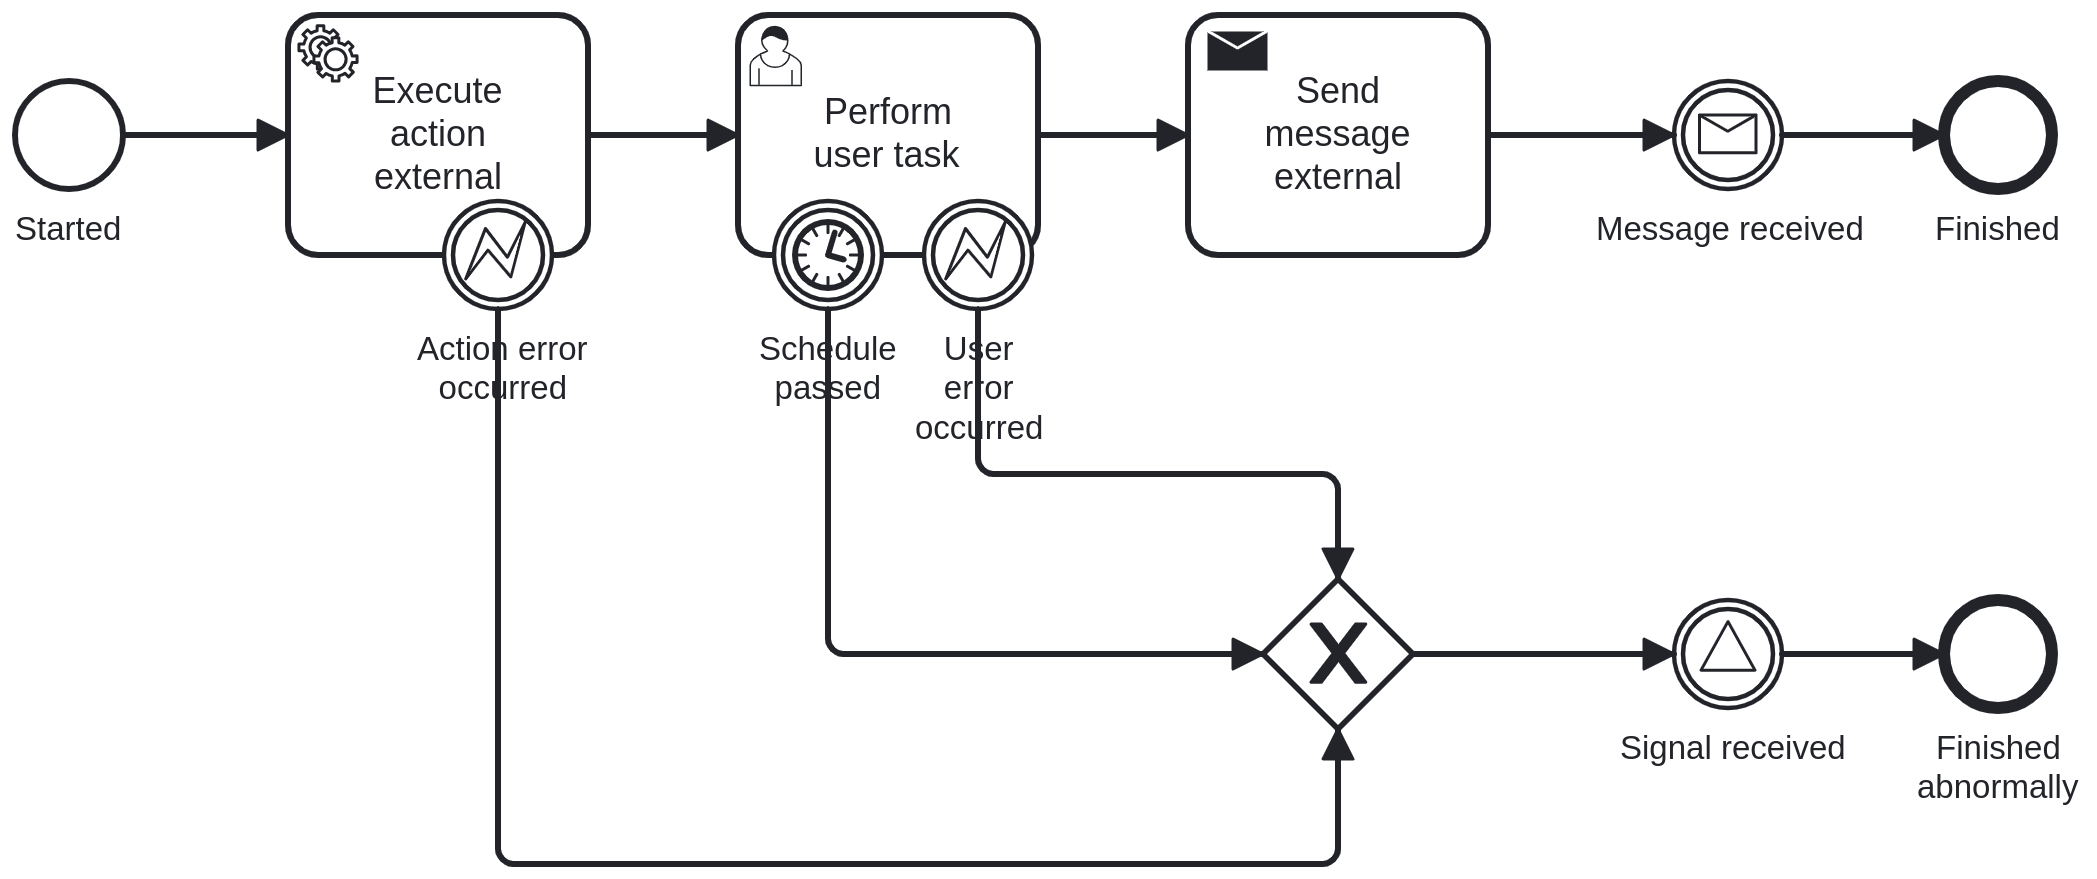 Execute
action
external
Perform
user task
Send
message
external
Started
Message received
Finished
Action error
occurred
Schedule
passed
User
error
occurred
Signal received
Finished
abnormally